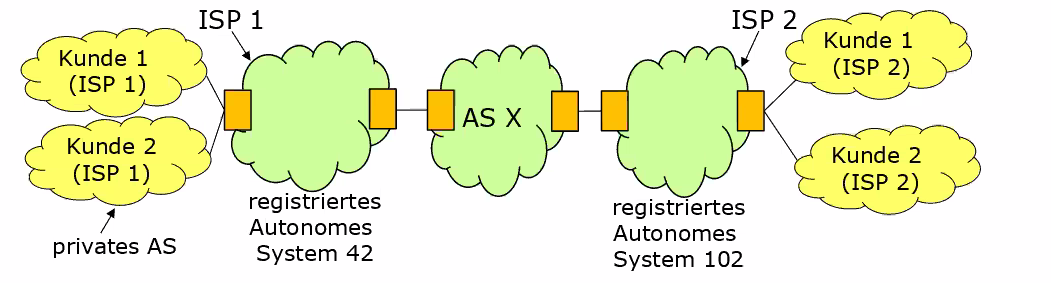 ISP 1
ISP 2
Kunde 1
(ISP 1)
Kunde 2
(ISP 1)
privates AS
registriertes
Autonomes
System 42
AS X
registriertes
Autonomes
System 102
Kunde 1
(ISP 2)
Kunde 2
(ISP 2)